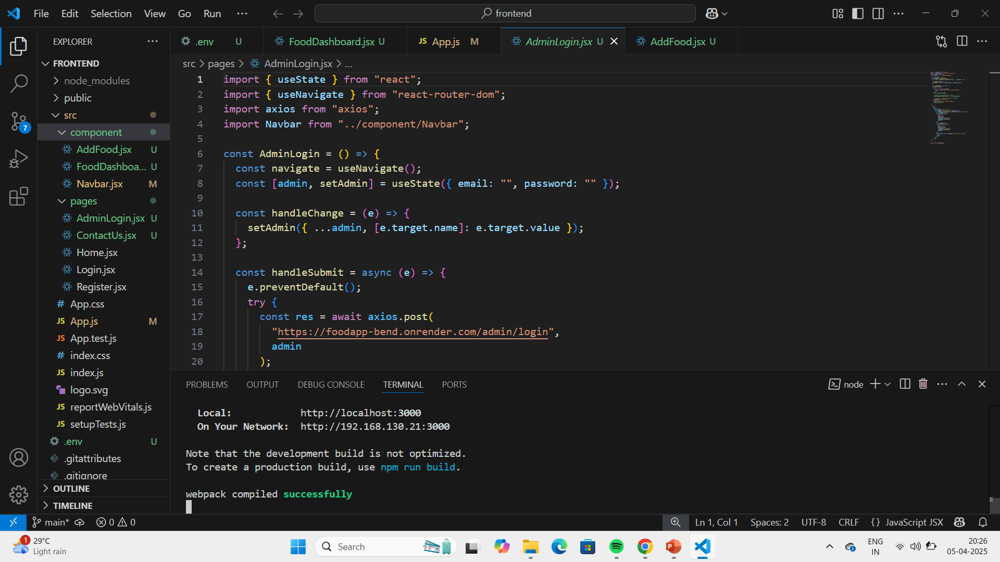 File Edit Selection View Go Run ...
frontend
EXPLORER
FRONTEND
node_modules
public
src
component
AddFood.jsx U
FoodDashboa... U
Navbar.jsx M
pages
AdminLogin.jsx U
ContactUs.jsx U
Home.jsx
Login.jsx
Register.jsx
App.css
App.js M
App.test.js
index.css
index.js
logo.svg
reportWebVitals.js
setupTests.js
.env U
.gitattributes
.gitignore
OUTLINE
TIMELINE
7
.env U FoodDashboard.jsx U App.js M AdminLogin.jsx U AddFood.jsx U
src > pages > AdminLogin.jsx > ...
1 import { useState } from "react";
2 import { useNavigate } from "react-router-dom";
3 import axios from "axios";
4 import Navbar from "../component/Navbar";
5
6 const AdminLogin = () => {
7 const navigate = useNavigate();
8 const [admin, setAdmin] = useState({ email: "", password: "" });
9
10 const handleChange = (e) => {
11 setAdmin({ ...admin, [e.target.name]: e.target.value });
12 };
13
14 const handleSubmit = async (e) => {
15 e.preventDefault();
16 try {
17 const res = await axios.post(
18 "https://foodapp-bend.onrender.com/admin/login",
19 admin
20 );
PROBLEMS OUTPUT DEBUG CONSOLE TERMINAL PORTS
node
Local: http://localhost:3000
On Your Network: http://192.168.130.21:3000
Note that the development build is not optimized.
To create a production build, use npm run build.
webpack compiled successfully
main* 0 0 Ln 1, Col 1 Spaces: 2 UTF-8 CRLF {} JavaScript JSX
1 29°C
Light rain
Search
ENG
IN
20:26
05-04-2025